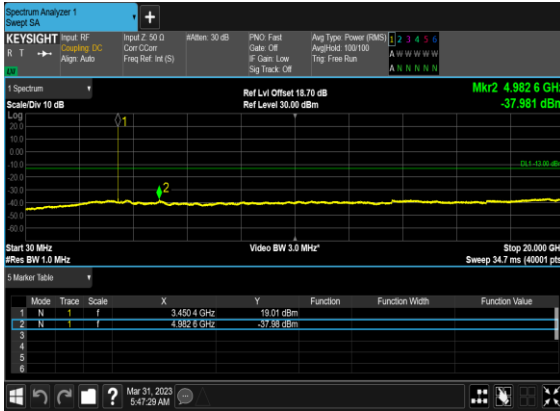 Spectrum Analyzer 1
Swept SA
+
KEYSIGHT
R T
LXI
Input: RF
Coupling: DC
Align: Auto
Input Z: 50 Ω
Corr CCorr
Freq Ref: Int (S)
#Atten: 30 dB
PNO: Fast
Gate: Off
IF Gain: Low
Sig Track: Off
Avg Type: Power (RMS)
Avg|Hold: 100/100
Trig: Free Run
1 2 3 4 5 6
A W W W W W
A N N N N N
1 Spectrum
Scale/Div 10 dB
Ref Lvl Offset 18.70 dB
Ref Level 30.00 dBm
Mkr2 4.982 6 GHz
-37.981 dBm
Log
20.0
10.0
0.00
-10.0
-20.0
-30.0
-40.0
-50.0
-60.0
1
2
DL1 -13.00 dBm
Start 30 MHz
#Res BW 1.0 MHz
Video BW 3.0 MHz*
Stop 20.000 GHz
Sweep 34.7 ms (40001 pts)
5 Marker Table
Mode Trace Scale X Y Function Function Width Function Value
1 N 1 f 3.450 4 GHz 19.01 dBm
2 N 1 f 4.982 6 GHz -37.98 dBm
3
4
5
6
?
Mar 31, 2023
5:47:29 AM